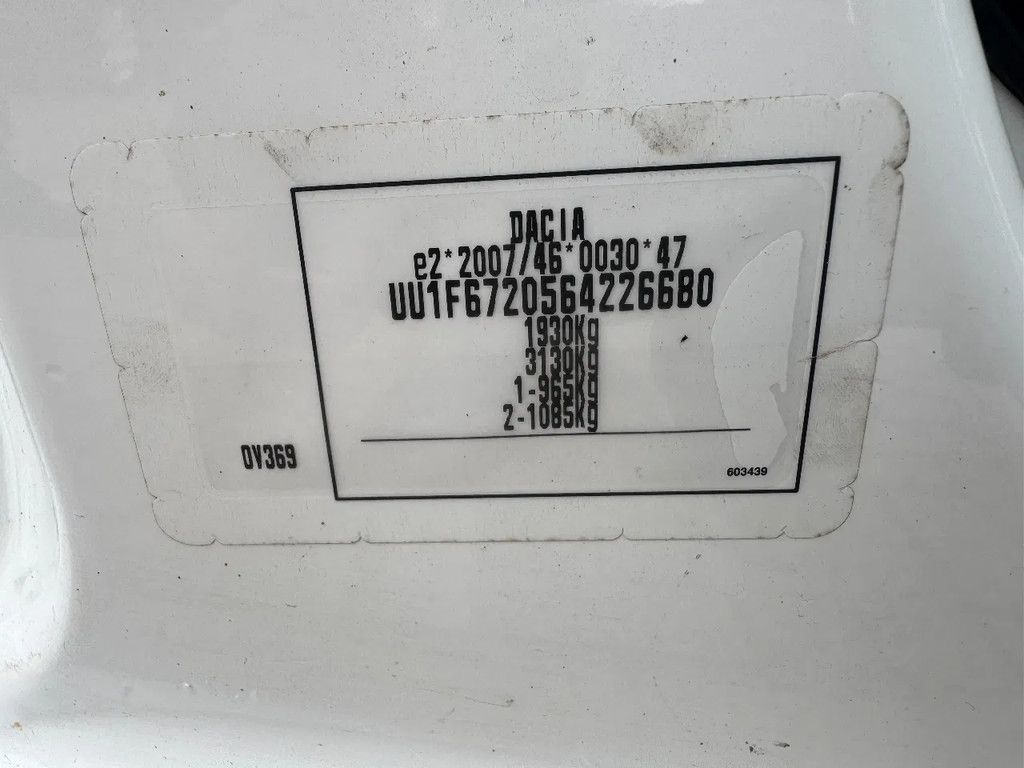 DACIA
e2*2007/46*0030*47
UU1F6720564226680
1930Kg
3130Kg
1-965Kg
2-1085Kg
0V369
603439